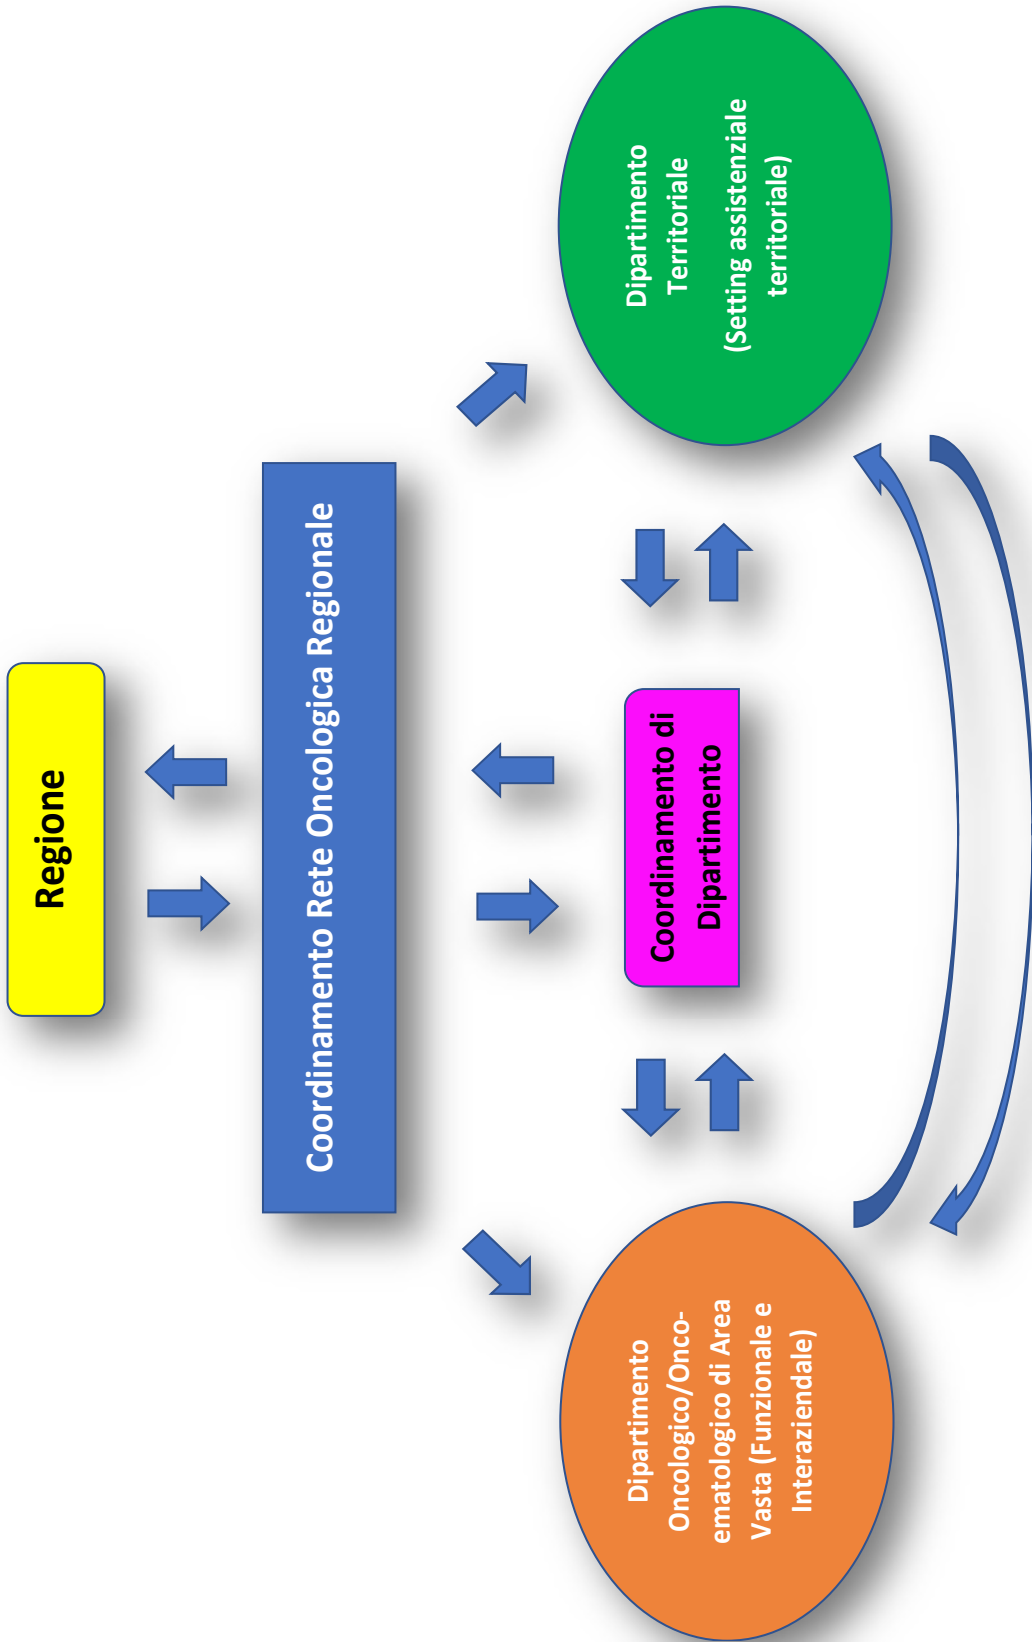 Regione
Coordinamento Rete Oncologica Regionale
Coordinamento di
Dipartimento
Dipartimento
Oncologico/Onco-
ematologico di Area
Vasta (Funzionale e
Interaziendale)
Dipartimento
Territoriale
(Setting assistenziale
territoriale)